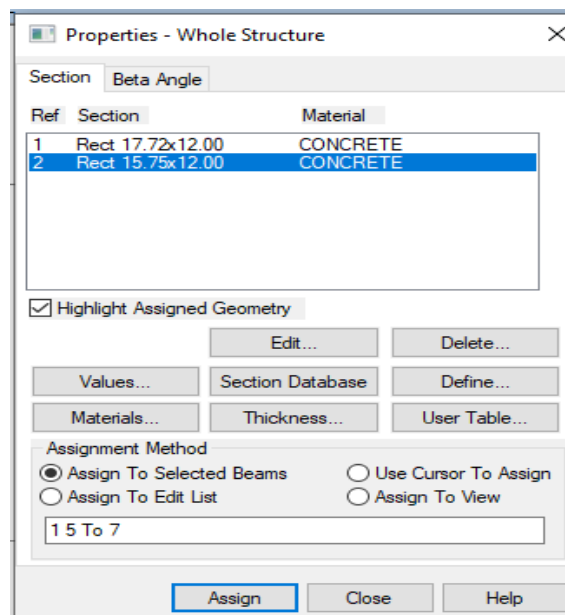 Properties - Whole Structure
Section Beta Angle
Ref Section Material
1 Rect 17.72x12.00 CONCRETE
2 Rect 15.75x12.00 CONCRETE
Highlight Assigned Geometry
Edit... Delete...
Values... Section Database Define...
Materials... Thickness... User Table...
Assignment Method
Assign To Selected Beams Use Cursor To Assign
Assign To Edit List Assign To View
1 5 To 7
Assign Close Help